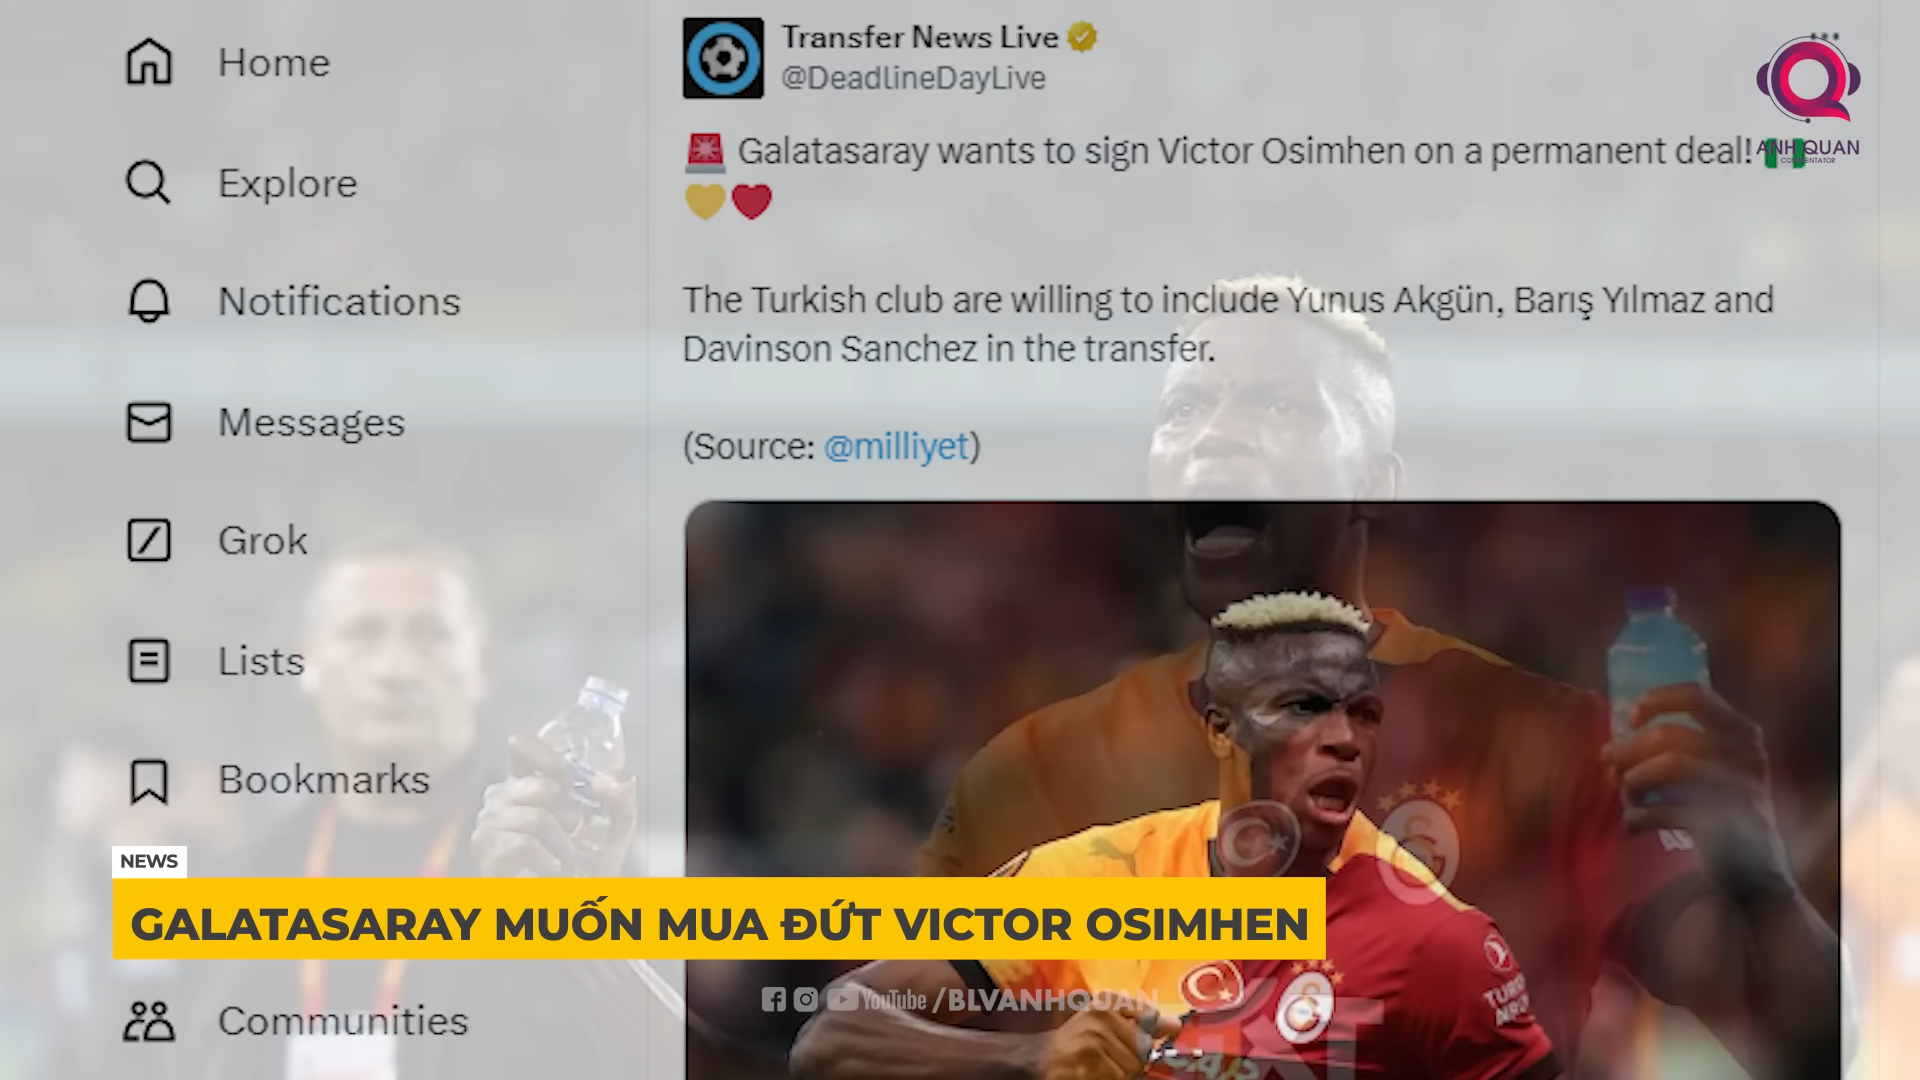 Home
Explore
Notifications
Messages
Grok
Lists
Bookmarks
Communities
Transfer News Live
@DeadlineDayLive
Galatasaray wants to sign Victor Osimhen on a permanent deal!
The Turkish club are willing to include Yunus Akgün, Barış Yılmaz and
Davinson Sanchez in the transfer.
(Source: @milliyet)
ANH QUAN
COMMENTATOR
NEWS
GALATASARAY MUỐN MUA ĐỨT VICTOR OSIMHEN
YouTube /BLVANHQUAN